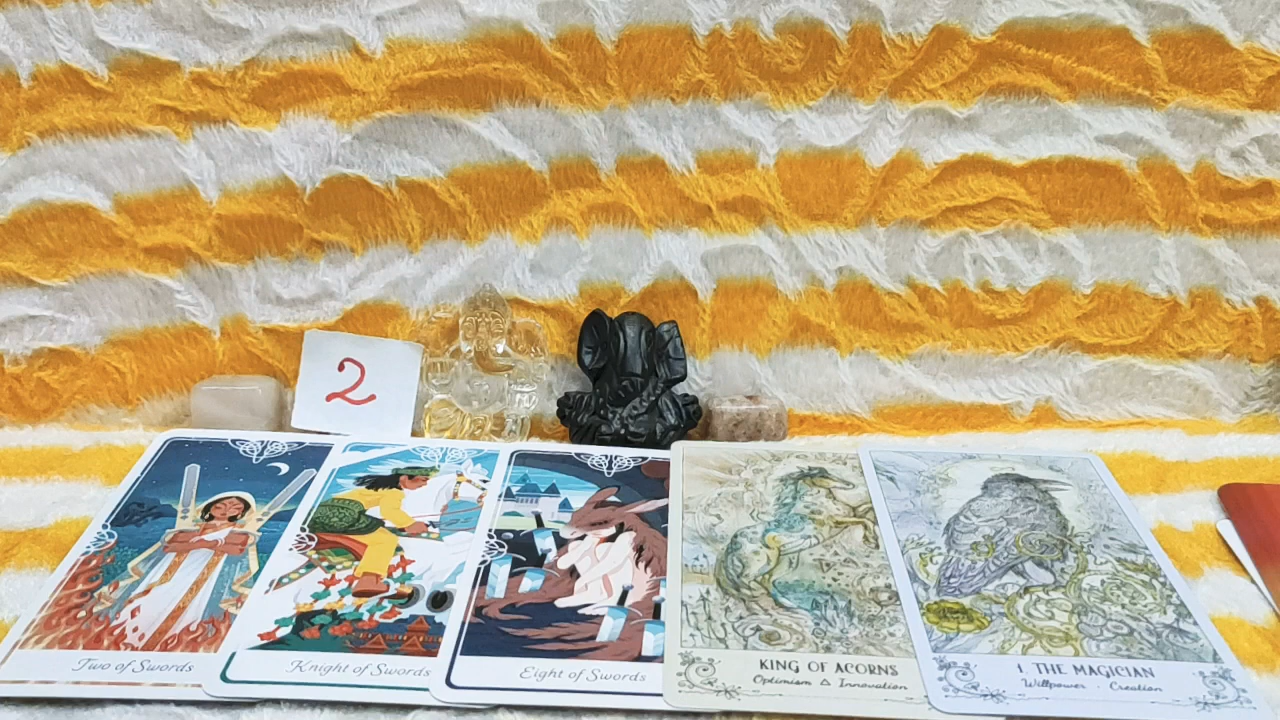 2
Two of Swords
Knight of Swords
Eight of Swords
KING OF ACORNS
Optimism △ Innovation
1. THE MAGICIAN
Willpower · Creation